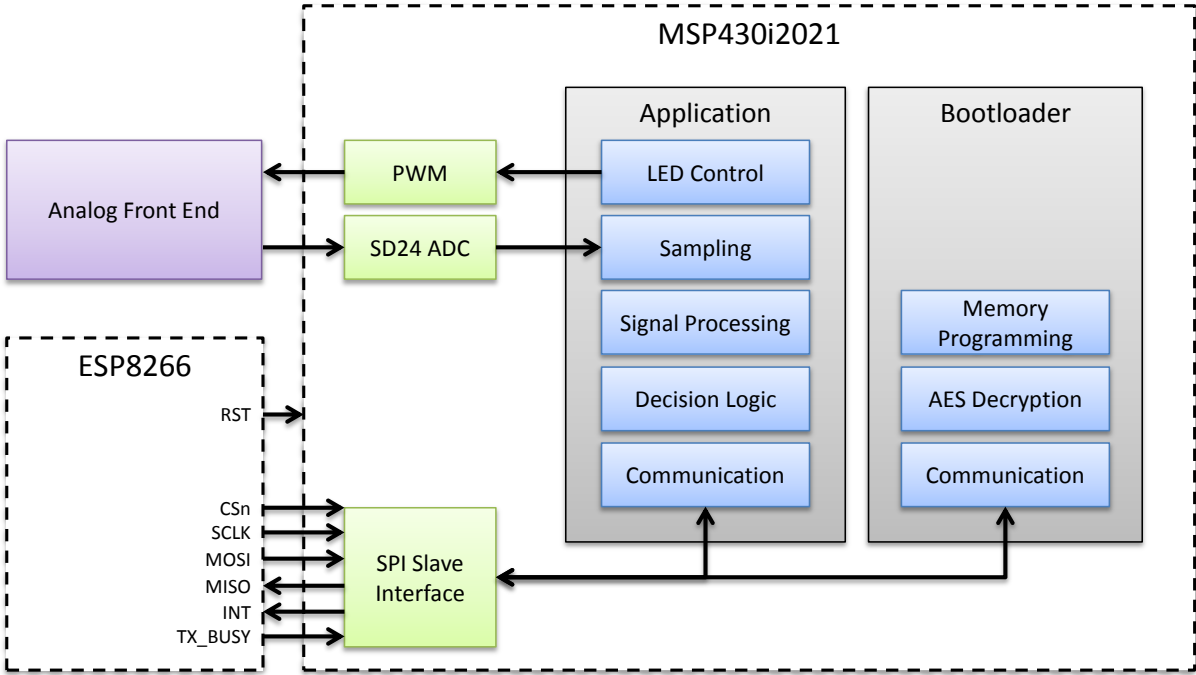 MSP430i2021
Application
Bootloader
Analog Front End
PWM
LED Control
SD24 ADC
Sampling
Signal Processing
Memory
Programming
ESP8266
Decision Logic
AES Decryption
RST
Communication
Communication
CSn
SCLK
MOSI
MISO
INT
TX_BUSY
SPI Slave
Interface